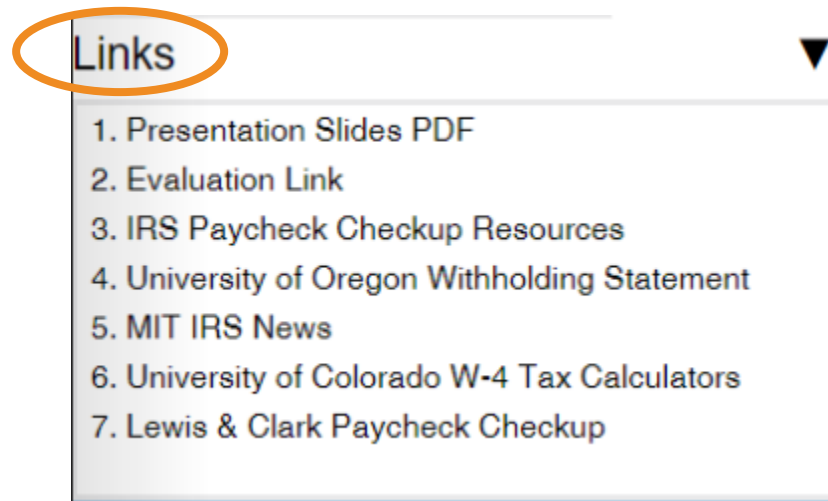 Links
1. Presentation Slides PDF
2. Evaluation Link
3. IRS Paycheck Checkup Resources
4. University of Oregon Withholding Statement
5. MIT IRS News
6. University of Colorado W-4 Tax Calculators
7. Lewis & Clark Paycheck Checkup